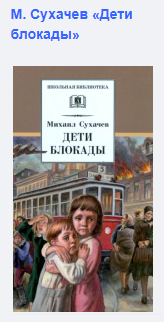 М. Сухачев «Дети
блокады»
ШКОЛЬНАЯ БИБЛИОТЕКА
Михаил Сухачев
ДЕТИ
БЛОКАДЫ